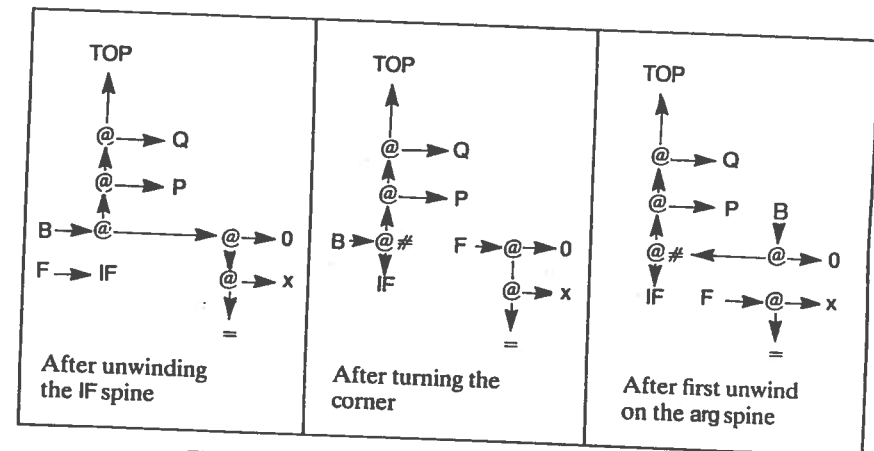 TOP
@ Q
@ P
B @ @ 0
F IF @ x
=
After unwinding
the IF spine
TOP
@ Q
@ P
B @ # F @ 0
IF @ x
=
After turning the
corner
TOP
@ Q
@ P B
@ # @ 0
IF F @ x
=
After first unwind
on the arg spine